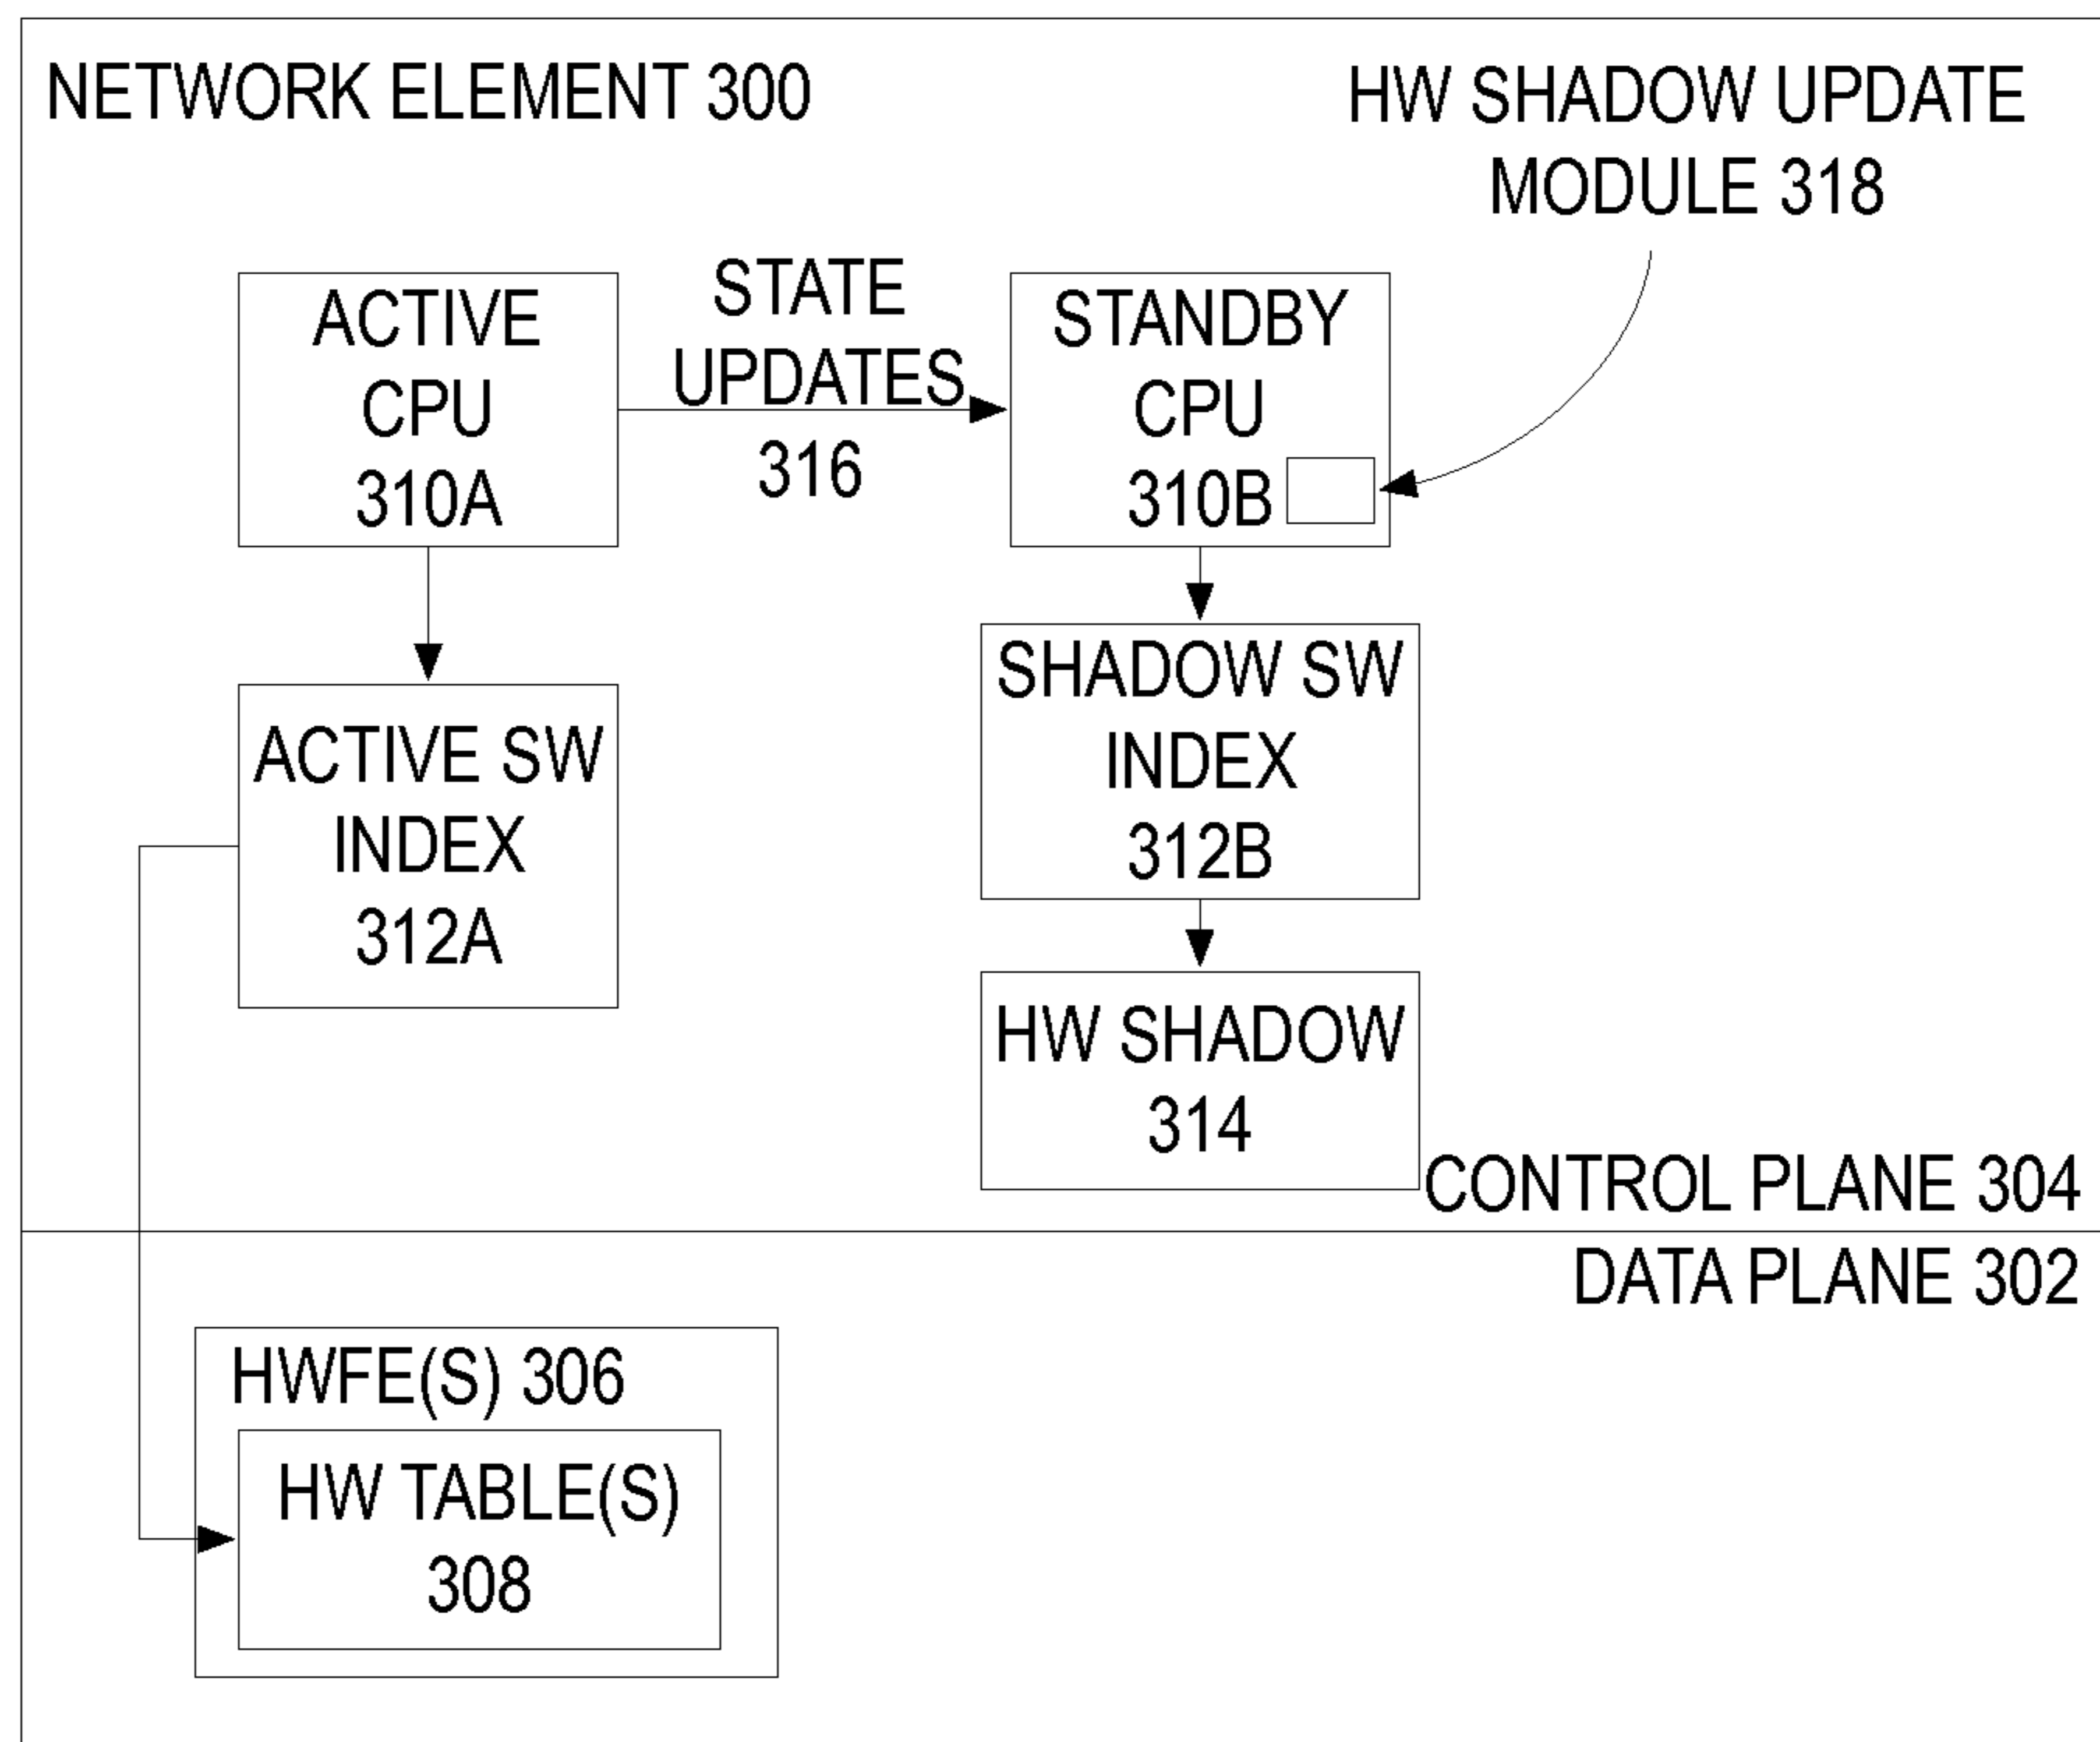 NETWORK ELEMENT 300
HW SHADOW UPDATE
MODULE 318
ACTIVE
CPU
310A
STATE
UPDATES
316
STANDBY
CPU
310B
ACTIVE SW
INDEX
312A
SHADOW SW
INDEX
312B
HW SHADOW
314
CONTROL PLANE 304
DATA PLANE 302
HWFE(S) 306
HW TABLE(S)
308